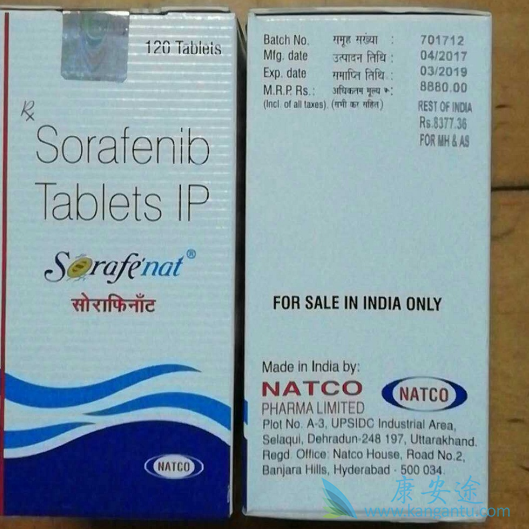 120 Tablets
Rx
Sorafenib
Tablets IP
Sorafenat®
सोराफिनॉट
NATCO
Batch No. समूह संख्या : 701712
Mfg. date उत्पादन तिथि : 04/2017
Exp. date समाप्ति तिथि : 03/2019
M.R.P. Rs.: अधिकतम मूल्य रु: 8880.00
(Incl. of all taxes). (सभी कर सहित)
REST OF INDIA
Rs.8377.36
FOR MH & AS
FOR SALE IN INDIA ONLY
Made in India by:
NATCO
PHARMA LIMITED
NATCO
Plot No. A-3, UPSIDC Industrial Area,
Selaqui, Dehradun-248 197, Uttarakhand.
Regd. Office: Natco House, Road No.2,
Banjara Hills, Hyderabad - 500 034.
康安途
www.kangantu.com